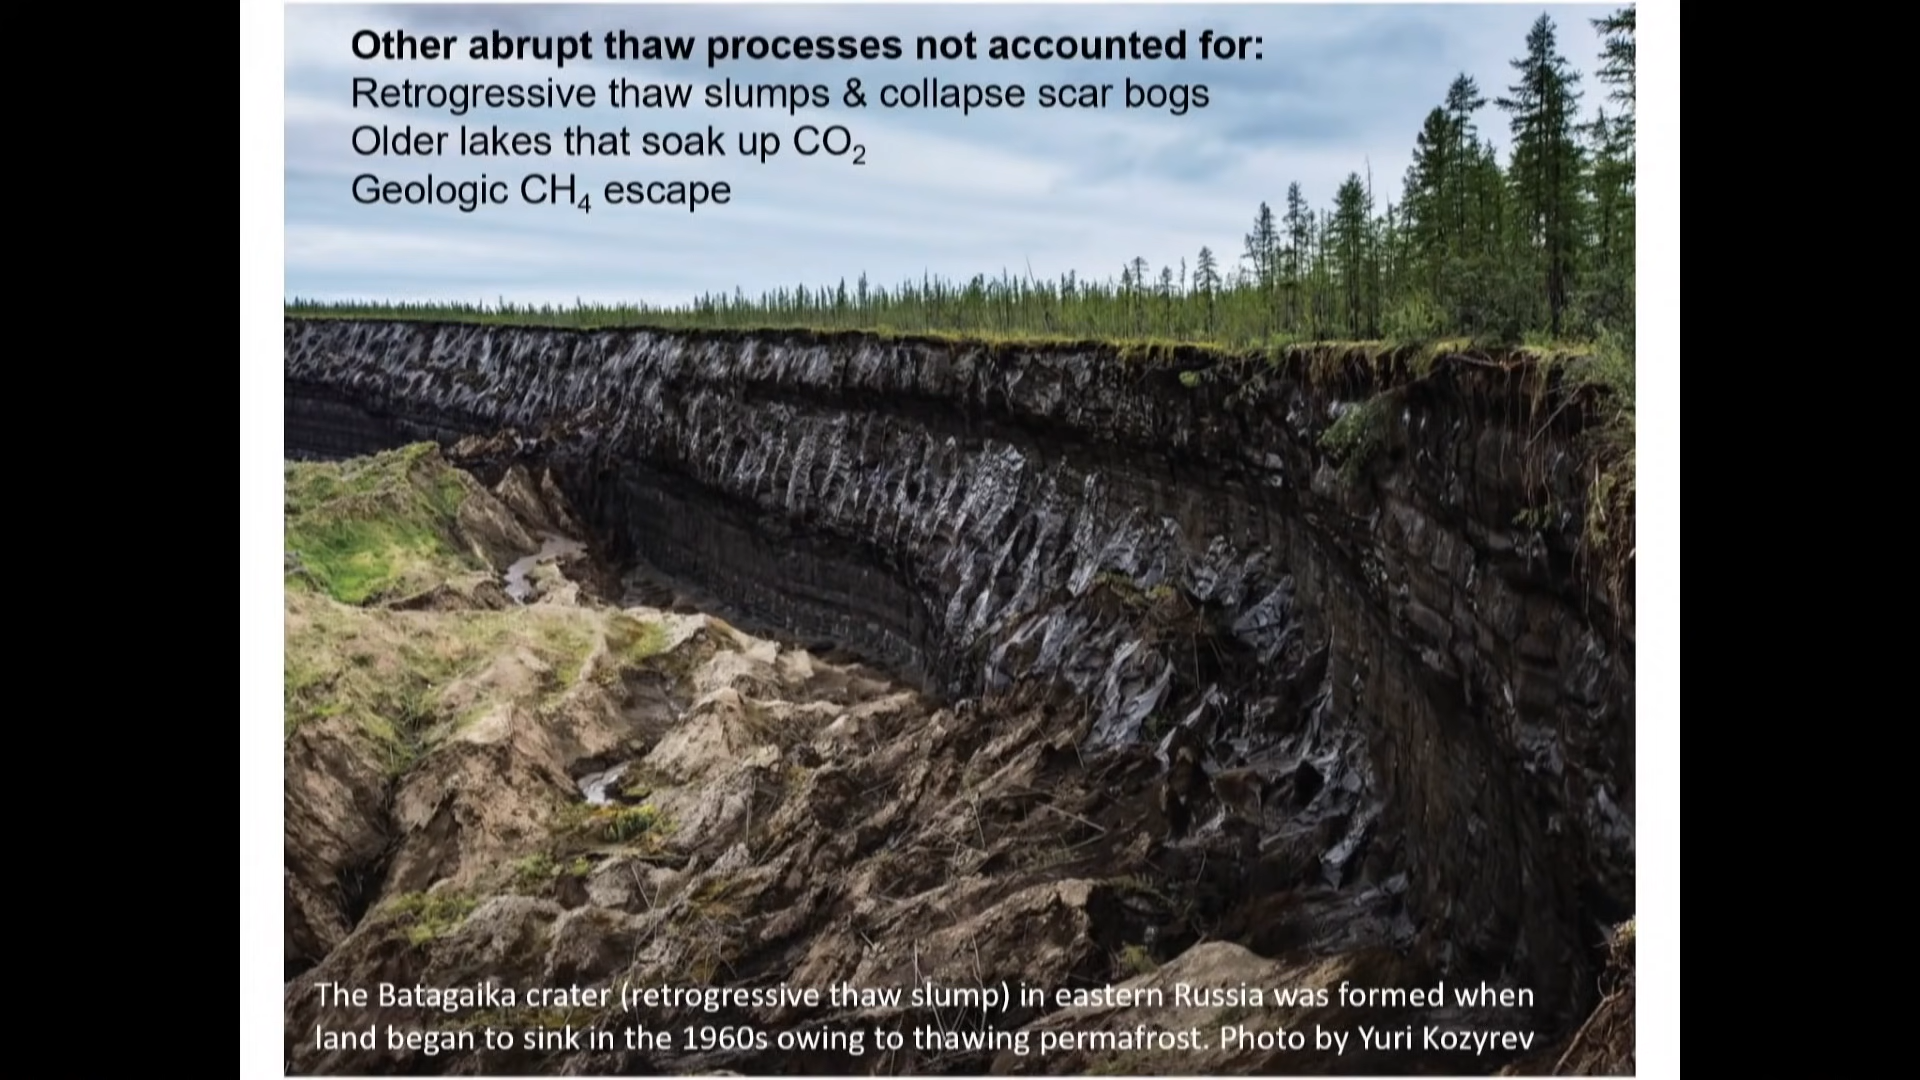 Other abrupt thaw processes not accounted for:
Retrogressive thaw slumps & collapse scar bogs
Older lakes that soak up CO₂
Geologic CH₄ escape
The Batagaika crater (retrogressive thaw slump) in eastern Russia was formed when
land began to sink in the 1960s owing to thawing permafrost. Photo by Yuri Kozyrev